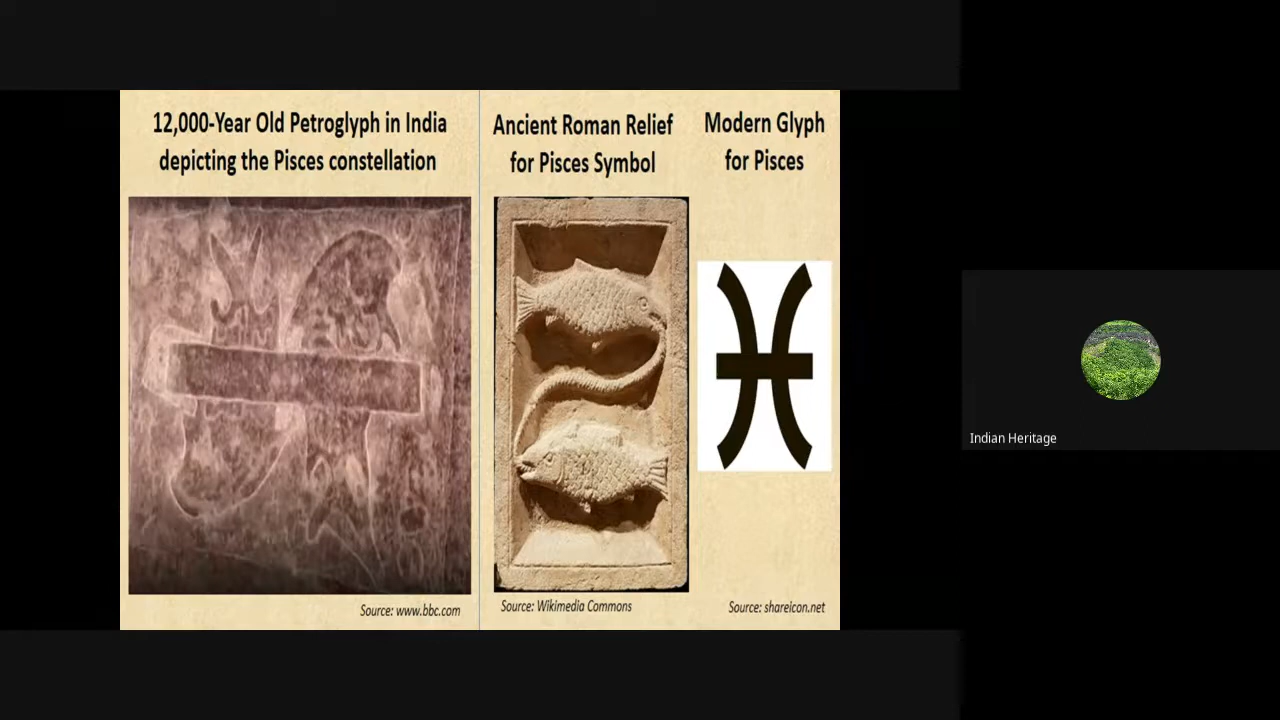 12,000-Year Old Petroglyph in India
depicting the Pisces constellation
Source: www.bbc.com
Ancient Roman Relief
for Pisces Symbol
Source: Wikimedia Commons
Modern Glyph
for Pisces
Source: shareicon.net
Indian Heritage